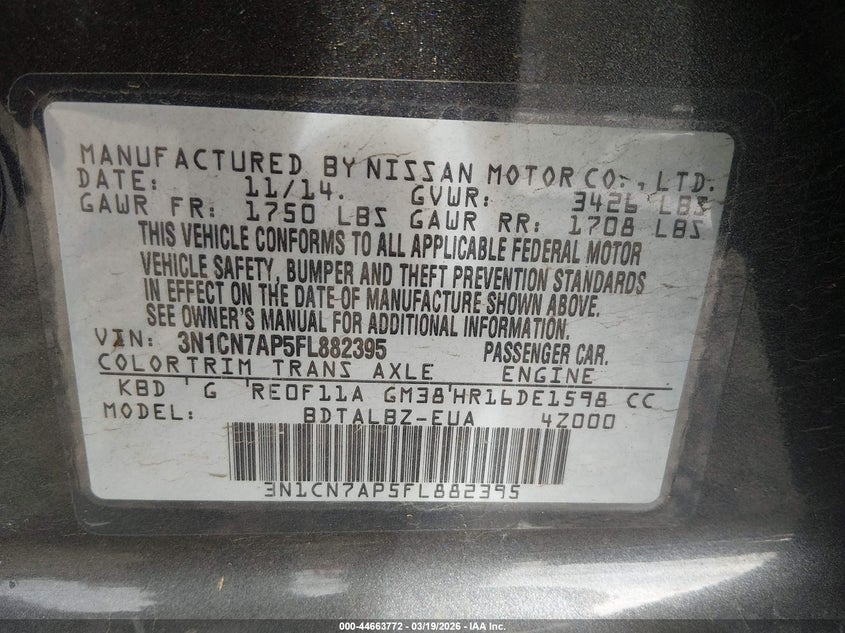 MANUFACTURED BY NISSAN MOTOR CO., LTD.
DATE: 11/14. GVWR: 3426 LBS
GAWR FR: 1750 LBS GAWR RR: 1708 LBS
THIS VEHICLE CONFORMS TO ALL APPLICABLE FEDERAL MOTOR
VEHICLE SAFETY, BUMPER AND THEFT PREVENTION STANDARDS
IN EFFECT ON THE DATE OF MANUFACTURE SHOWN ABOVE.
SEE OWNER'S MANUAL FOR ADDITIONAL INFORMATION.
VIN: 3N1CN7AP5FL882395 PASSENGER CAR.
COLOR TRIM TRANS AXLE ENGINE
KBD G RE0F11A GM38 HR16DE1598 CC
MODEL: BDTALBZ-EUA 4Z000
3N1CN7AP5FL882395
000-44663772 — 03/19/2026 — IAA Inc.